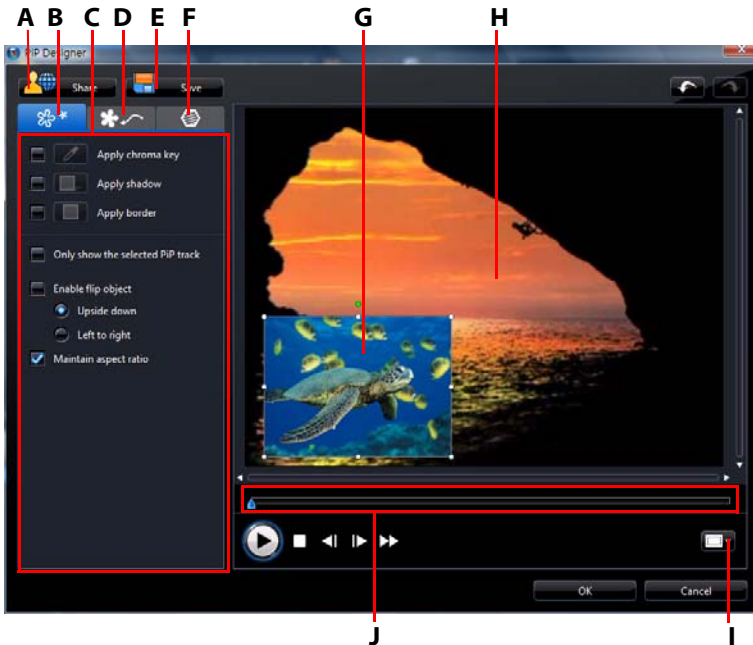 A B C D E F G H
PiP Designer
Share Save
Apply chroma key
Apply shadow
Apply border
Only show the selected PiP track
Enable flip object
Upside down
Left to right
Maintain aspect ratio
OK Cancel
J I